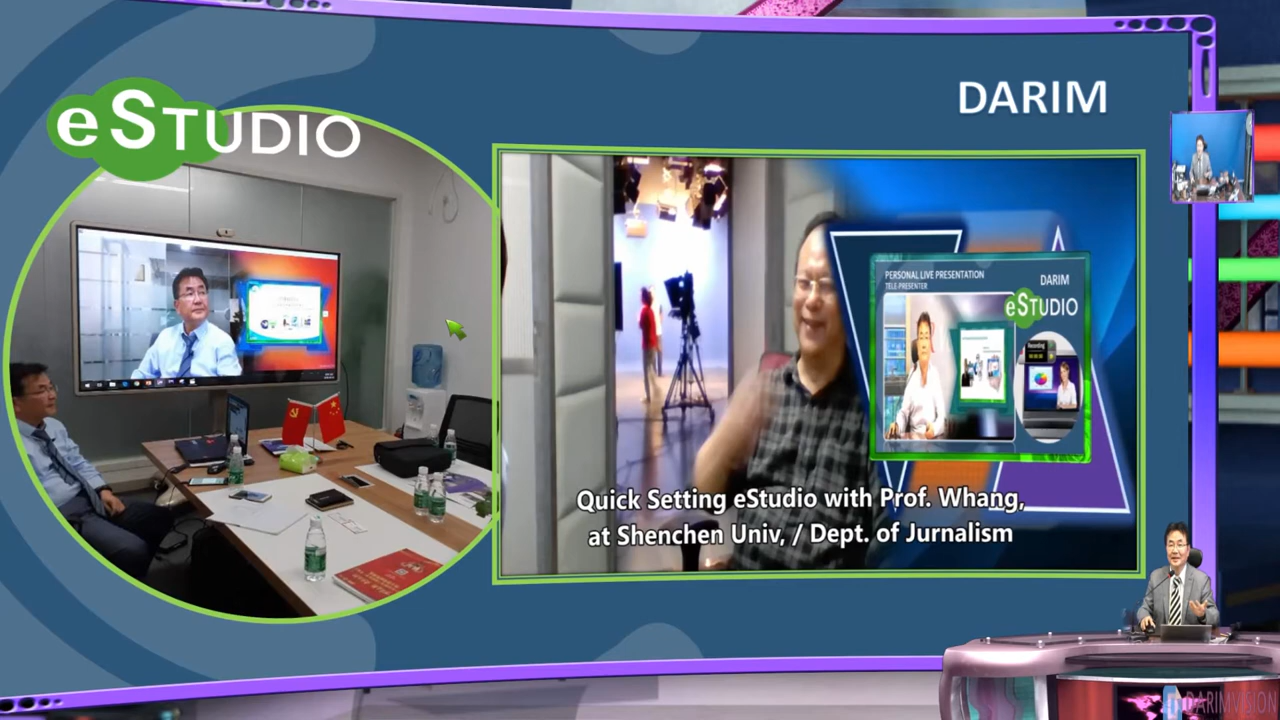 DARIM
eSTUDIO
PERSONAL LIVE PRESENTATION
TELE-PRESENTER
DARIM
eSTUDIO
Recording
Quick Setting eStudio with Prof. Whang,
at Shenchen Univ, / Dept. of Jurnalism
DARIMVISION